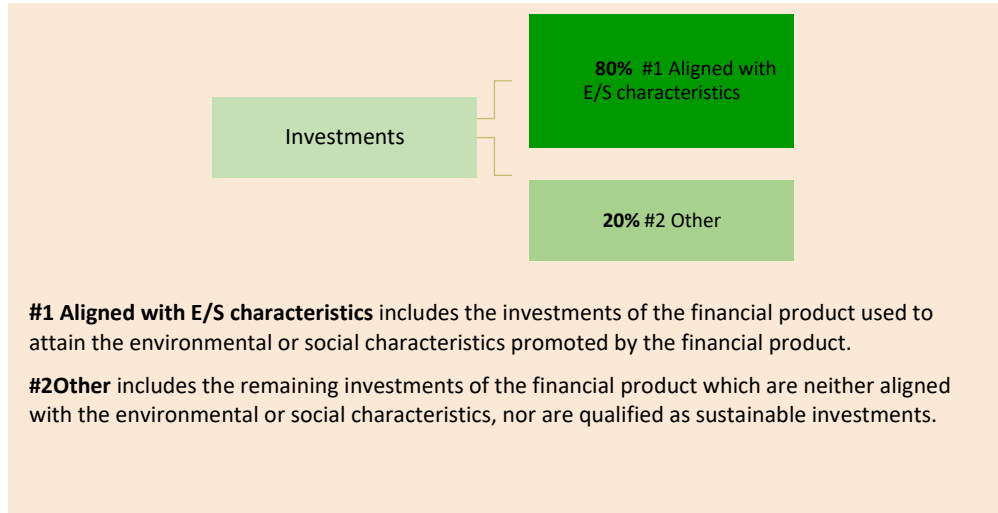 80% #1 Aligned with
E/S characteristics
Investments
20% #2 Other
#1 Aligned with E/S characteristics includes the investments of the financial product used to
attain the environmental or social characteristics promoted by the financial product.
#2Other includes the remaining investments of the financial product which are neither aligned
with the environmental or social characteristics, nor are qualified as sustainable investments.